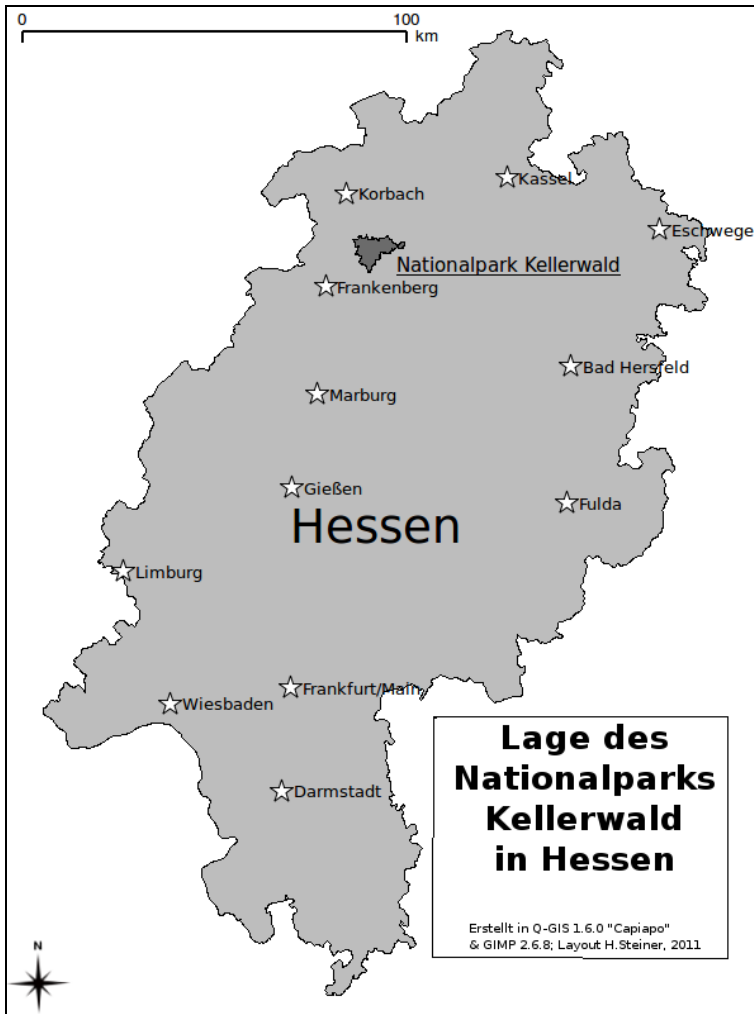 0 100
km
Korbach
Kassel
Eschwege
Nationalpark Kellerwald
Frankenberg
Bad Hersfeld
Marburg
Gießen
Fulda
Hessen
Limburg
Frankfurt/Main
Wiesbaden
Darmstadt
Lage des
Nationalparks
Kellerwald
in Hessen
Erstellt in Q-GIS 1.6.0 "Capiapo"
& GIMP 2.6.8; Layout H.Steiner, 2011
N